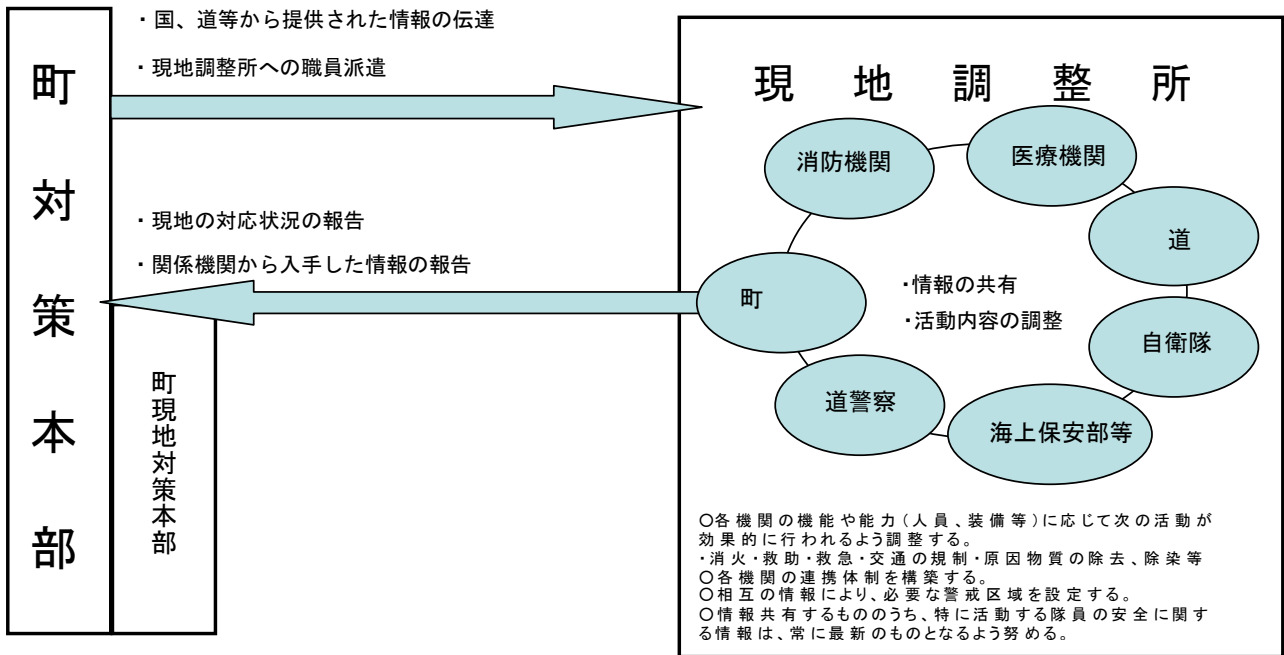 町対策本部
・国、道等から提供された情報の伝達
・現地調整所への職員派遣
・現地の対応状況の報告
・関係機関から入手した情報の報告
町現地対策本部
現地調整所
消防機関
医療機関
道
自衛隊
海上保安部等
道警察
町
・情報の共有
・活動内容の調整
○各機関の機能や能力(人員、装備等)に応じて次の活動が
効果的に行われるよう調整する。
・消火・救助・救急・交通の規制・原因物質の除去、除染等
○各機関の連携体制を構築する。
○相互の情報により、必要な警戒区域を設定する。
○情報共有するもののうち、特に活動する隊員の安全に関す
る情報は、常に最新のものとなるよう努める。